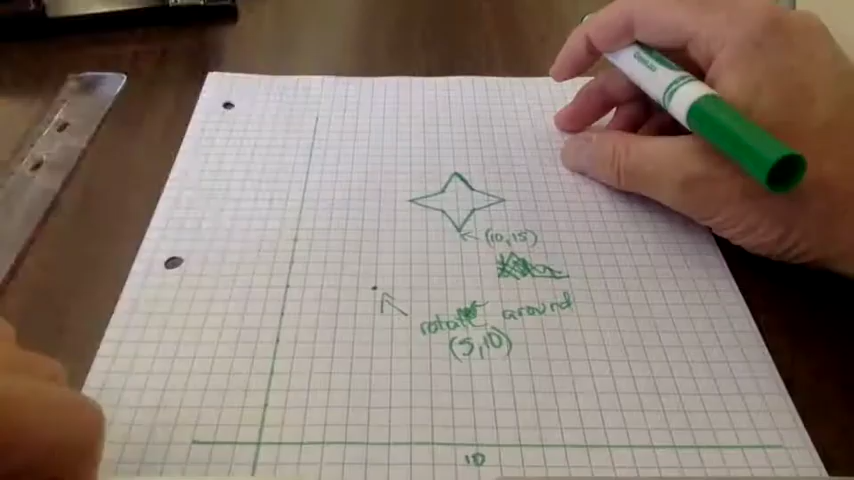 (10,15)
rotate around
(5,10)
10